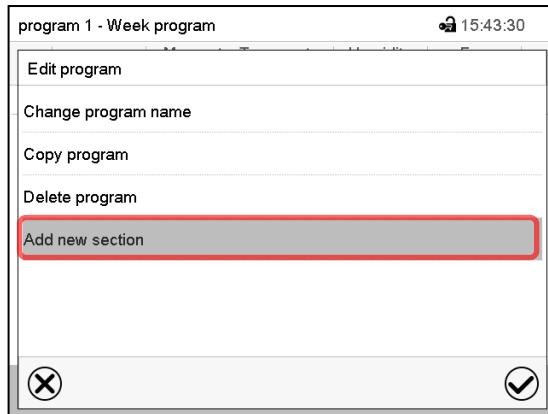 program 1 - Week program 15:43:30
Edit program
Change program name
Copy program
Delete program
Add new section